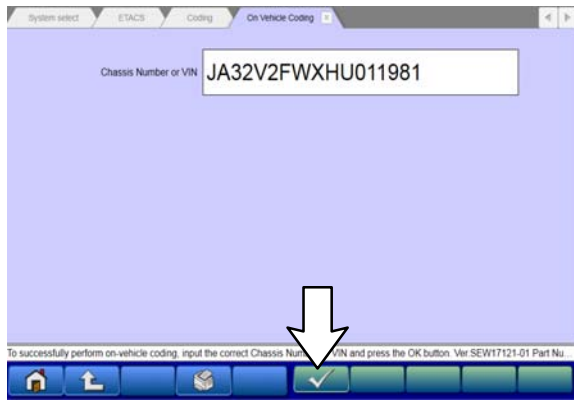 System select ETACS Coding On Vehicle Coding
Chassis Number or VIN JA32V2FWXHU011981
To successfully perform on-vehicle coding, input the correct Chassis Num VIN and press the OK button Ver SEW17121-01 Part Nu...